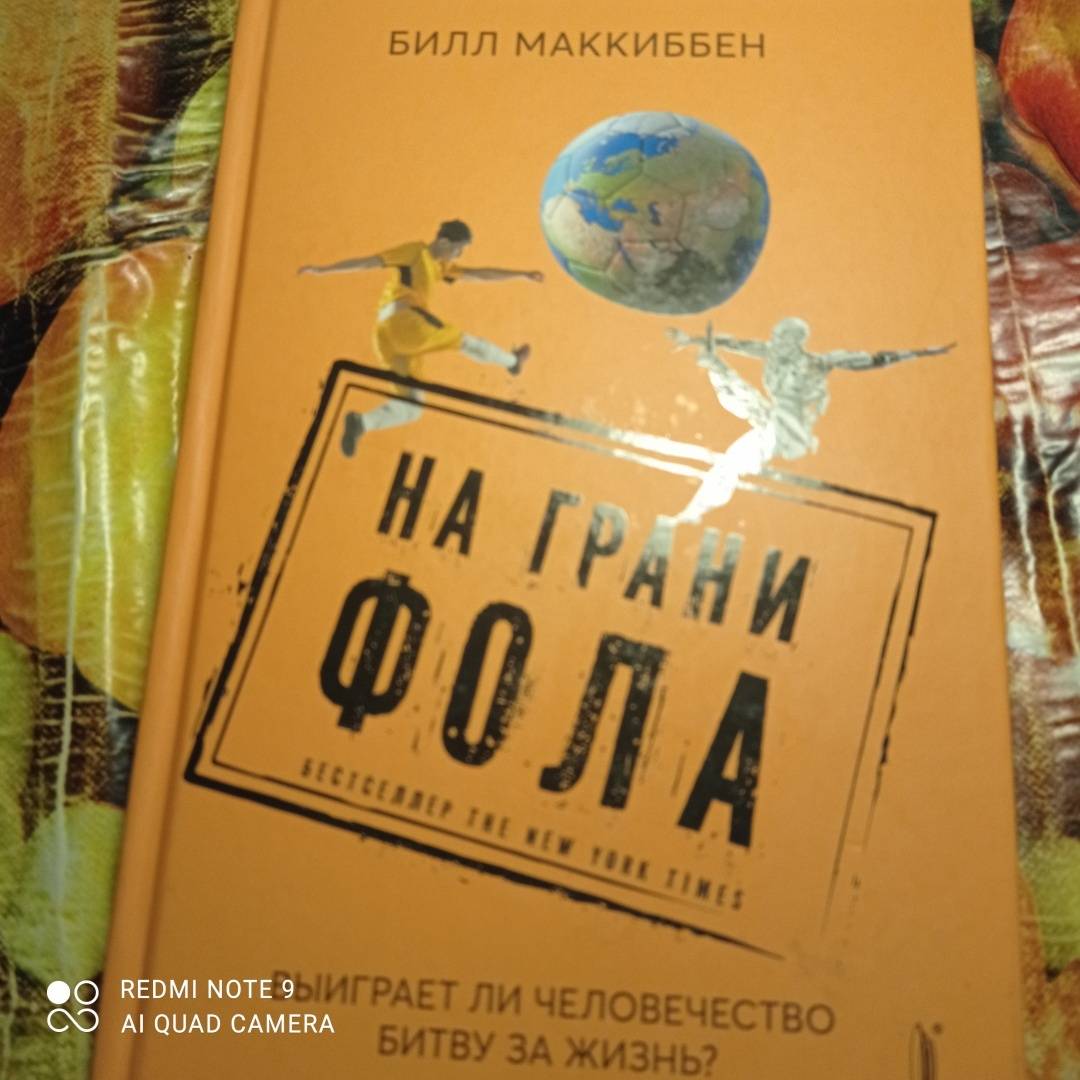 БИЛЛ МАККИББЕН
НА ГРАНИ
ФОЛА
БЕСТСЕЛЛЕР THE NEW YORK TIMES
ВЫИГРАЕТ ЛИ ЧЕЛОВЕЧЕСТВО
БИТВУ ЗА ЖИЗНЬ?
REDMI NOTE 9
AI QUAD CAMERA